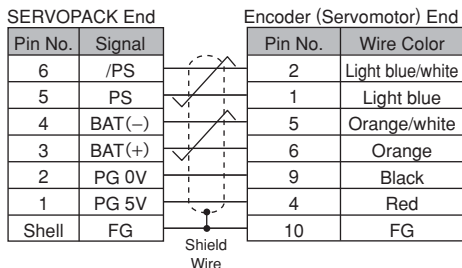 SERVOPACK End Encoder (Servomotor) End
Pin No. Signal Pin No. Wire Color
6 /PS 2 Light blue/white
5 PS 1 Light blue
4 BAT(−) 5 Orange/white
3 BAT(+) 6 Orange
2 PG 0V 9 Black
1 PG 5V 4 Red
Shell FG 10 FG
Shield
Wire